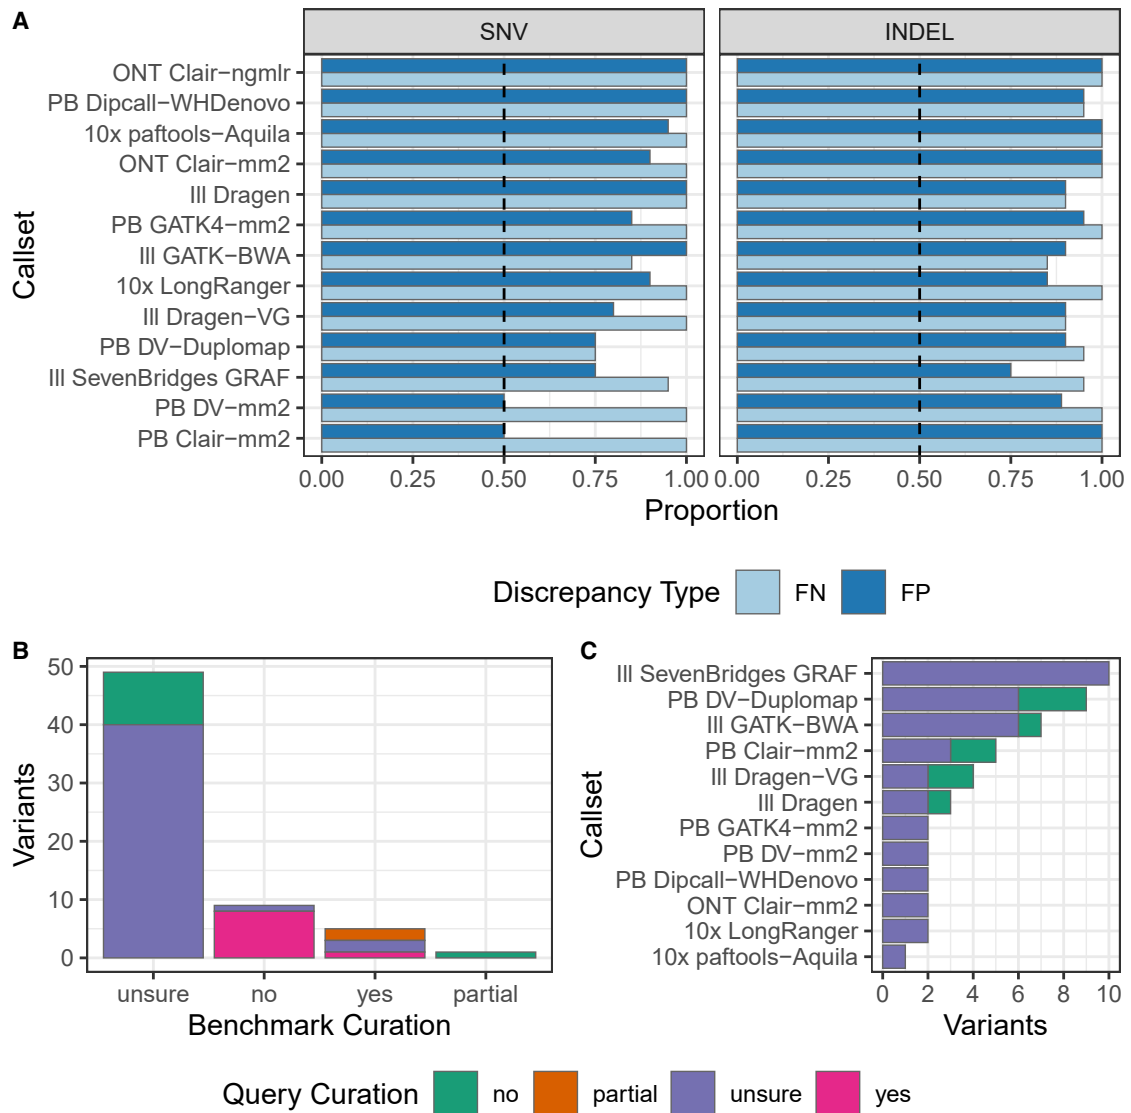 A
SNV
INDEL
Callset
ONT Clair−ngmlr
PB Dipcall−WHDenovo
10x paftools−Aquila
ONT Clair−mm2
Ill Dragen
PB GATK4−mm2
Ill GATK−BWA
10x LongRanger
Ill Dragen−VG
PB DV−Duplomap
Ill SevenBridges GRAF
PB DV−mm2
PB Clair−mm2
0.00 0.25 0.50 0.75 1.00 0.00 0.25 0.50 0.75 1.00
Proportion
Discrepancy Type FN FP
B
Variants
50
40
30
20
10
0
unsure no yes partial
Benchmark Curation
C
Callset
Ill SevenBridges GRAF
PB DV−Duplomap
Ill GATK−BWA
PB Clair−mm2
Ill Dragen−VG
Ill Dragen
PB GATK4−mm2
PB DV−mm2
PB Dipcall−WHDenovo
ONT Clair−mm2
10x LongRanger
10x paftools−Aquila
0 2 4 6 8 10
Variants
Query Curation no partial unsure yes